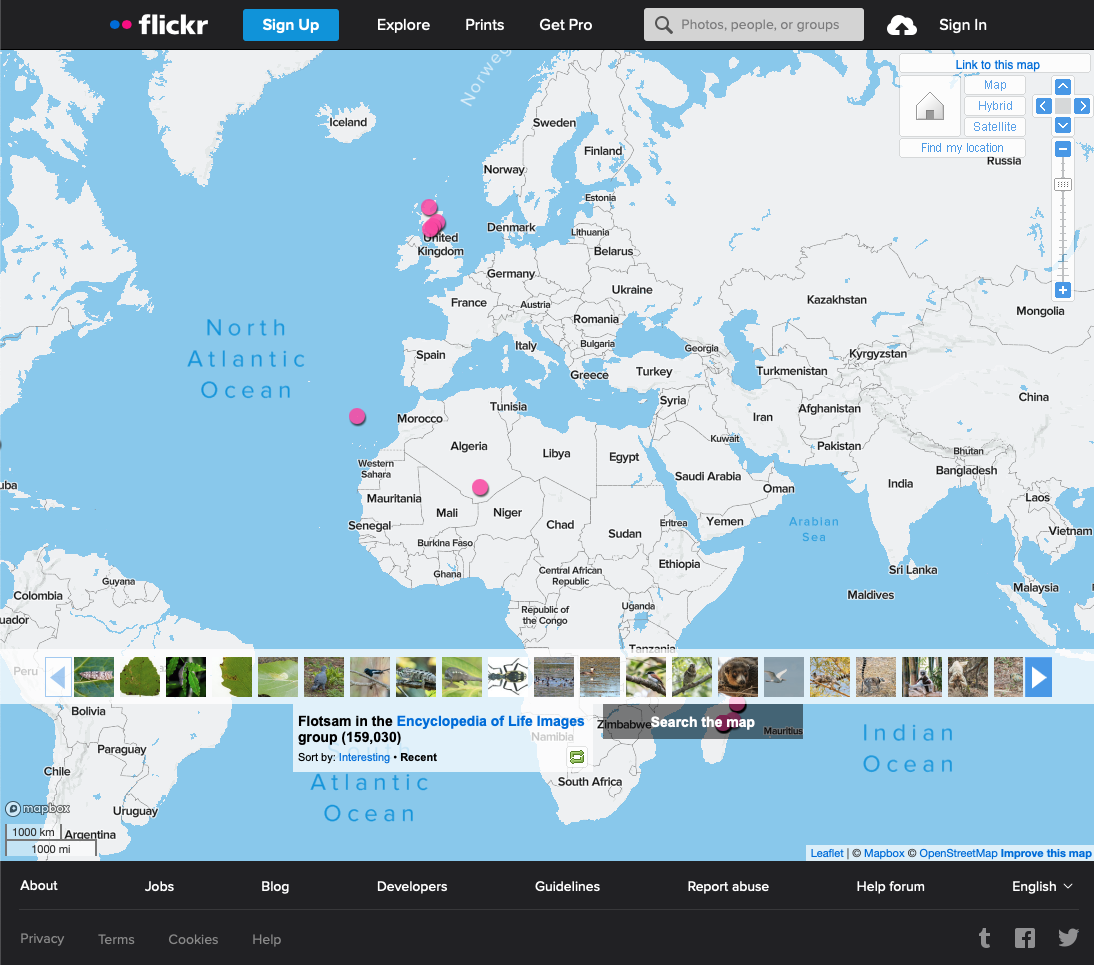 flickr
Sign Up
Explore
Prints
Get Pro
Photos, people, or groups
Sign In
Link to this map
Map
Hybrid
Satellite
Find my location
Norweg
Iceland
Sweden
Finland
Norway
Russia
Estonia
Denmark
Lithuania
United
Kingdom
Belarus
Germany
Ukraine
France
Austria
Kazakhstan
Mongolia
Romania
North
Atlantic
Ocean
Italy
Bulgaria
Georgia
Spain
Kyrgyzstan
Greece
Turkey
Turkmenistan
Syria
China
Tunisia
Morocco
Iran
Afghanistan
Algeria
Kuwait
Pakistan
Libya
Egypt
Bhutan
Western
Sahara
Bangladesh
Saudi Arabia
India
uba
Oman
Mauritania
Laos
Mali
Niger
Senegal
Chad
Eritrea
Yemen
Arabian
Sea
Sudan
Vietnam
Burkina Faso
Ethiopia
Ghana
Central African
Republic
Sri Lanka
Guyana
Malaysia
Colombia
Maldives
Uganda
Republic of
the Congo
uador
Tanzania
Peru
Bolivia
Flotsam in the Encyclopedia of Life Images
group (159,030)
Sort by: Interesting • Recent
Zimbabwe
Search the map
Mauritius
Namibia
Indian
Ocean
Paraguay
South
Atlantic
Ocean
Chile
South Africa
mapbox
Uruguay
1000 km
Argentina
1000 mi
Leaflet | © Mapbox © OpenStreetMap Improve this map
About
Jobs
Blog
Developers
Guidelines
Report abuse
Help forum
English
Privacy
Terms
Cookies
Help